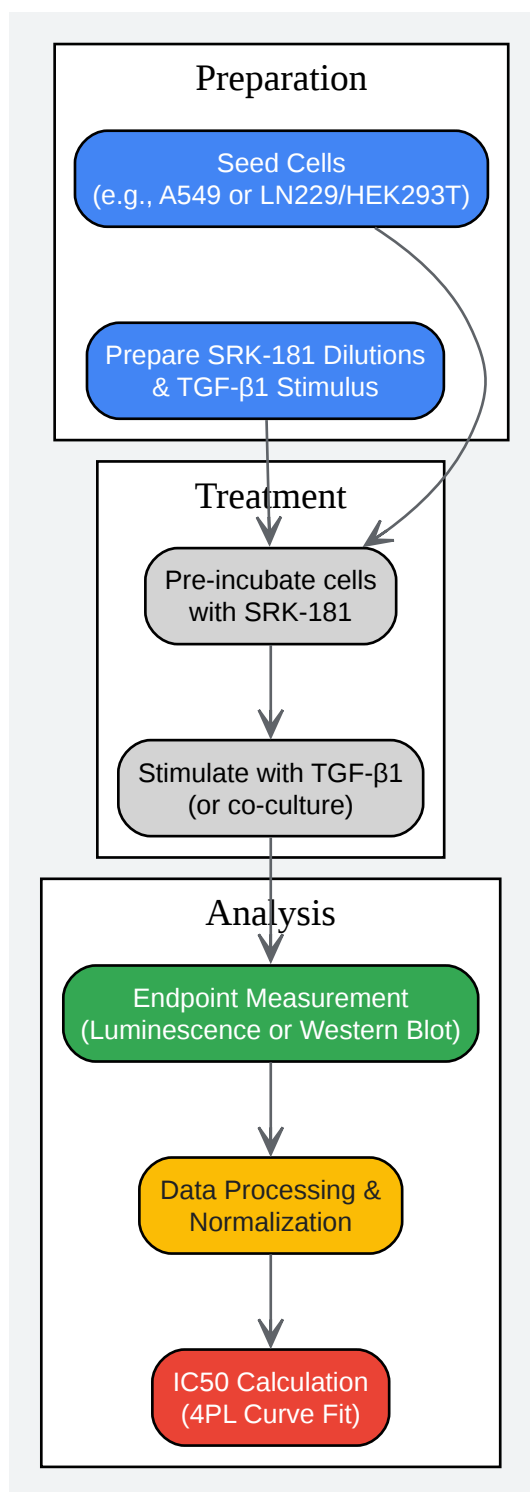 Preparation
Seed Cells
(e.g., A549 or LN229/HEK293T)
Prepare SRK-181 Dilutions
& TGF-β1 Stimulus
Treatment
Pre-incubate cells
with SRK-181
Stimulate with TGF-β1
(or co-culture)
Analysis
Endpoint Measurement
(Luminescence or Western Blot)
Data Processing &
Normalization
IC50 Calculation
(4PL Curve Fit)